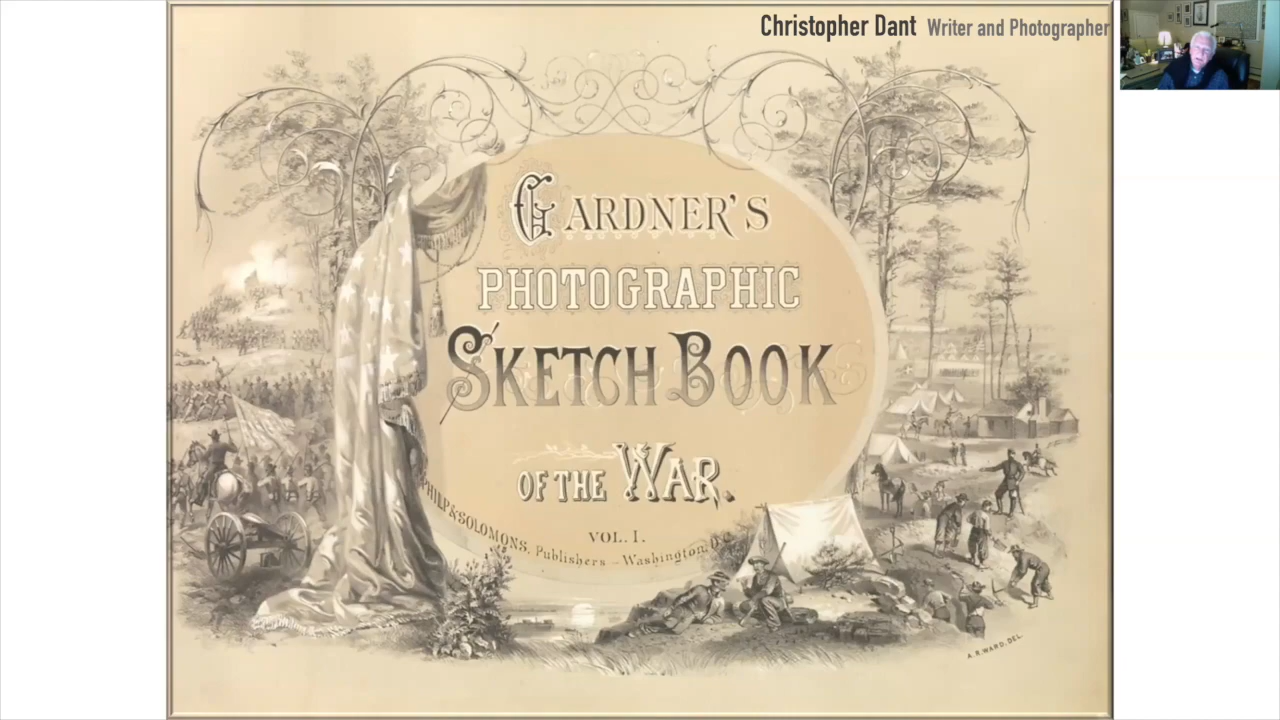 Christopher Dant Writer and Photographer
GARDNER'S
PHOTOGRAPHIC
SKETCH BOOK
OF THE WAR.
VOL. I.
PHILP & SOLOMONS, Publishers – Washington, D.C.
A. R. WARD. DEL.